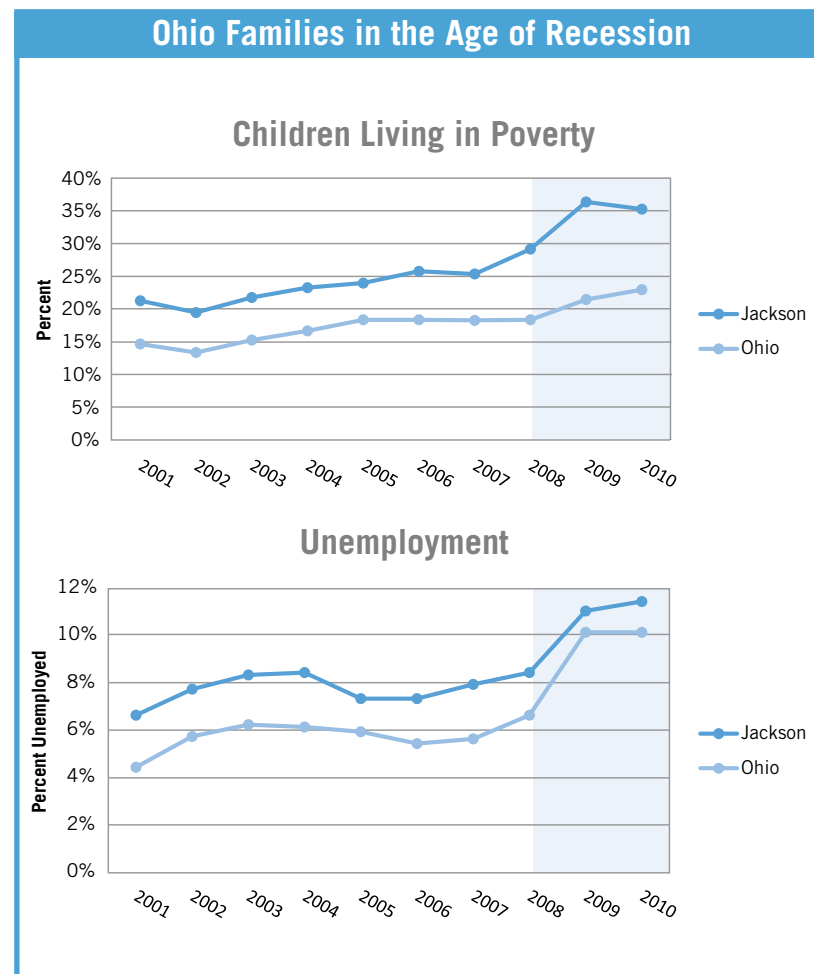 Ohio Families in the Age of Recession
Children Living in Poverty
40%
35%
30%
25%
20%
15%
10%
5%
0%
Percent
2001 2002 2003 2004 2005 2006 2007 2008 2009 2010
Jackson
Ohio
Unemployment
12%
10%
8%
6%
4%
2%
0%
Percent Unemployed
2001 2002 2003 2004 2005 2006 2007 2008 2009 2010
Jackson
Ohio